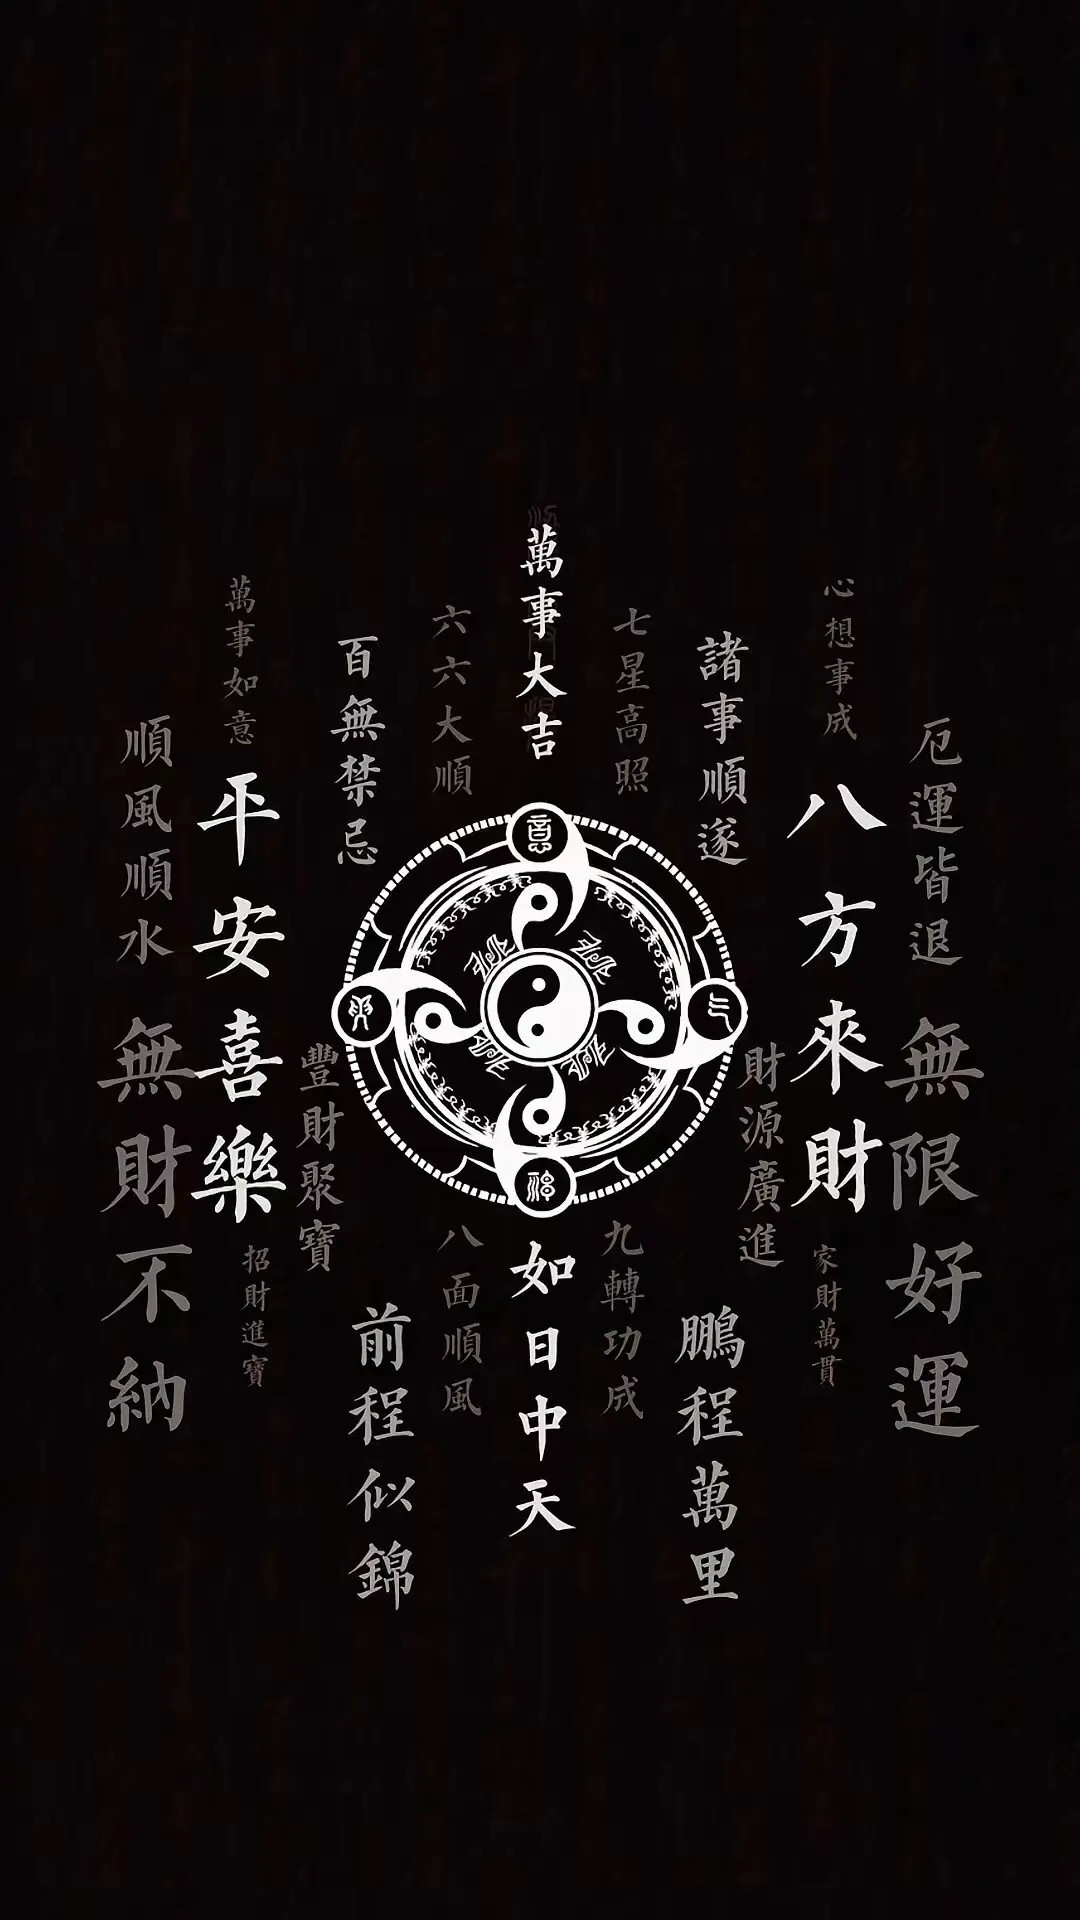 萬事大吉
心想事成
萬事如意
七星高照
六六大順
諸事順遂
百無禁忌
厄運皆退
順風順水
八方來財
平安喜樂
無限好運
無財不納
財源廣進
豐財聚寶
九轉功成
八面順風
如日中天
家財萬貫
招財進寶
鵬程萬里
前程似錦
意